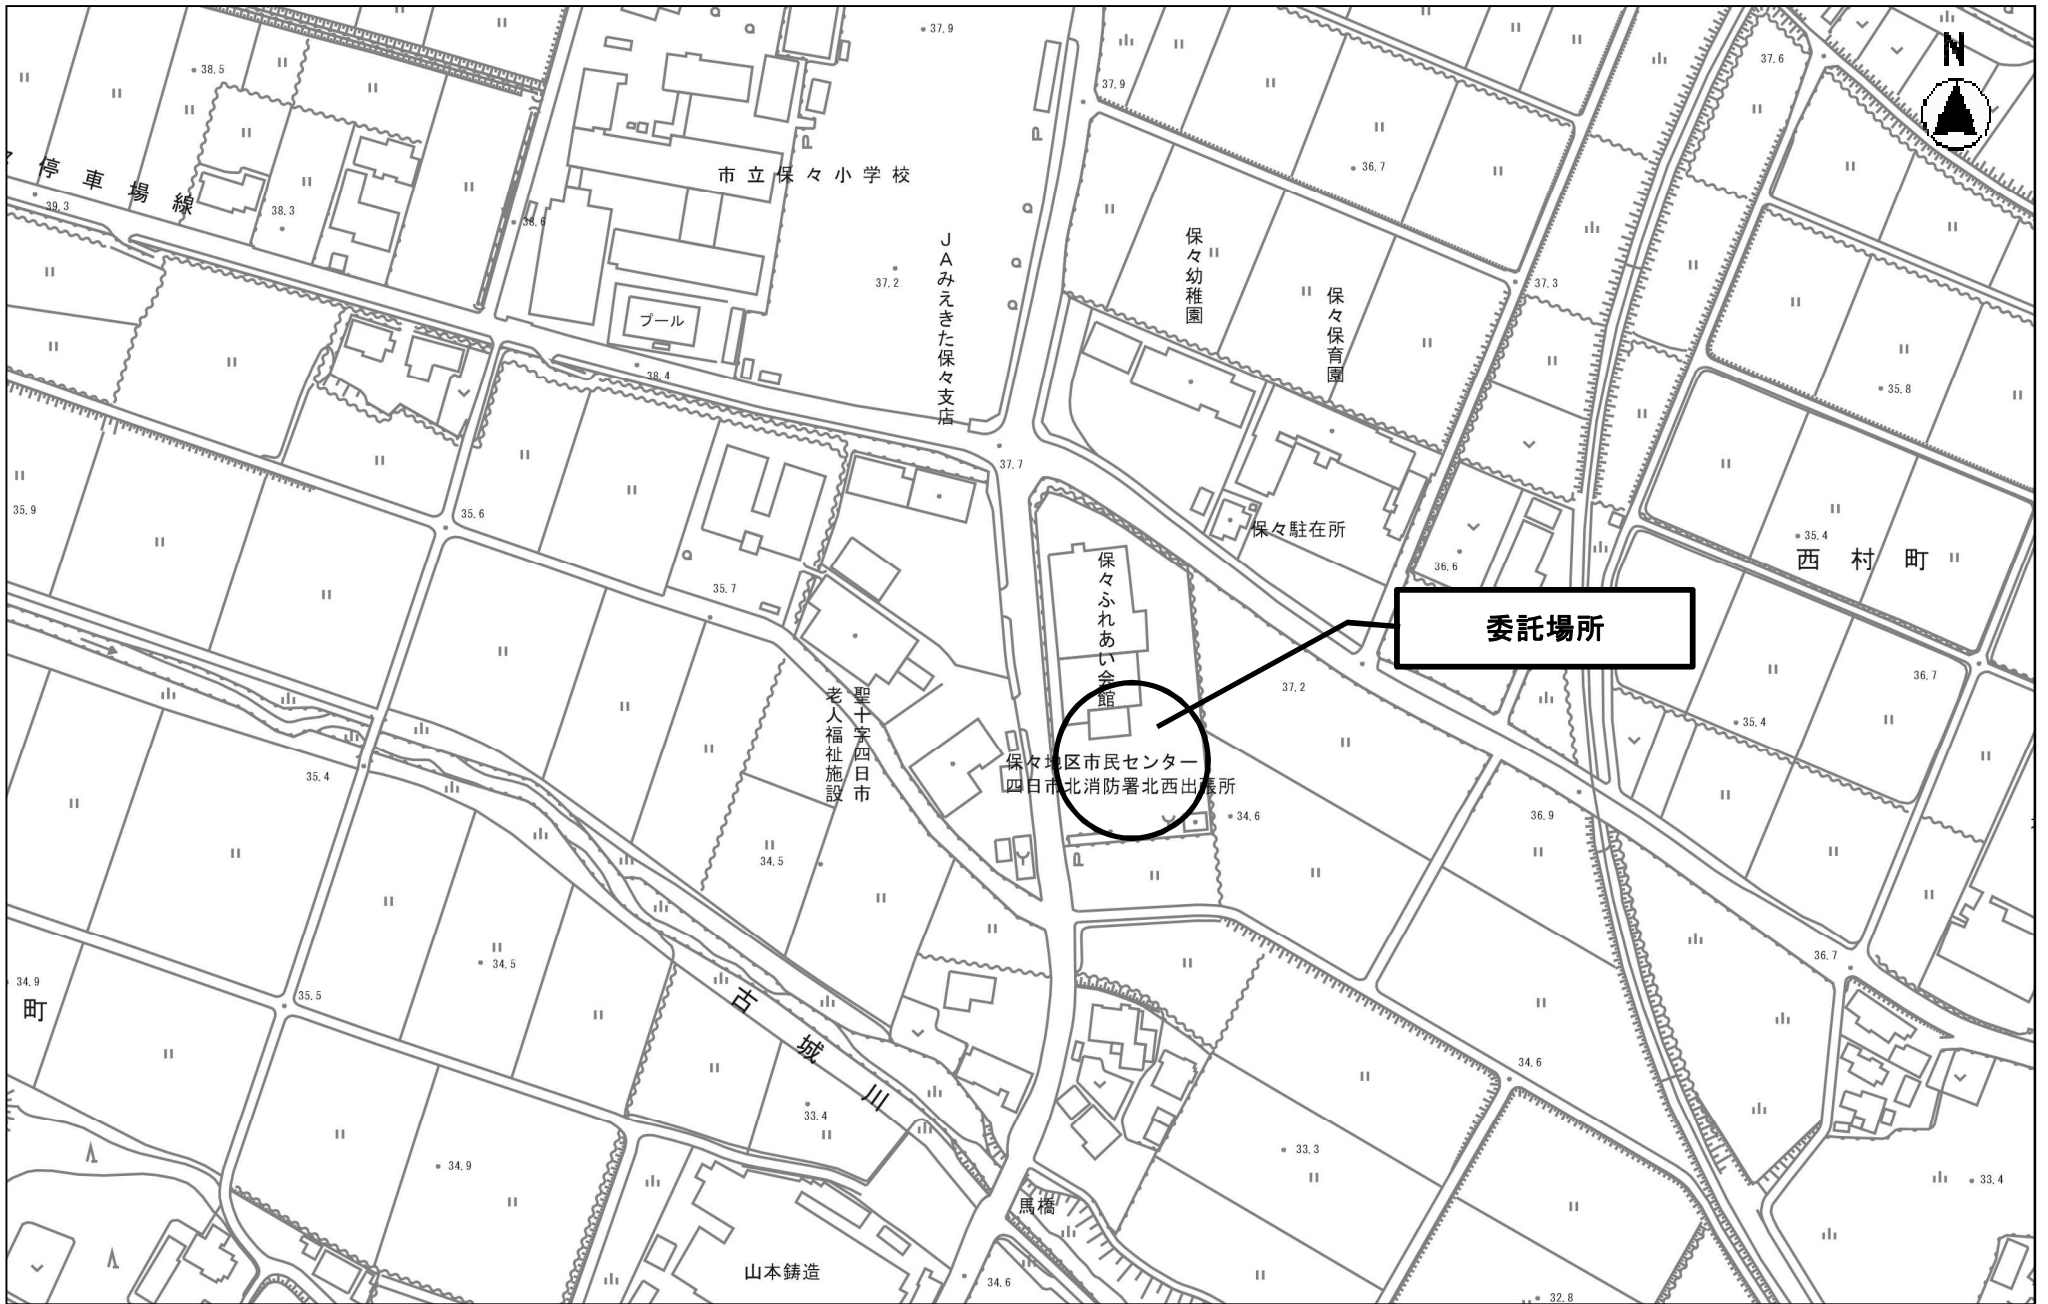 37.9
N
37.6
38.5
37.9
36.7
停車場線
市立保々小学校
39.3
38.3
38.6
37.2
JAみえきた保々支店
保々幼稚園
保々保育園
37.3
プール
38.4
35.8
37.7
35.9
35.6
保々駐在所
35.4
西村町
36.6
35.7
保々ふれあい会館
委託場所
37.2
36.7
35.4
聖十字四日市
老人福祉施設
保々地区市民センター
四日市北消防署北西出張所
35.4
34.6
36.9
34.5
34.5
36.7
34.9
町
35.5
古城川
34.6
33.4
33.3
34.9
33.4
馬橋
山本鋳造
34.6
32.8